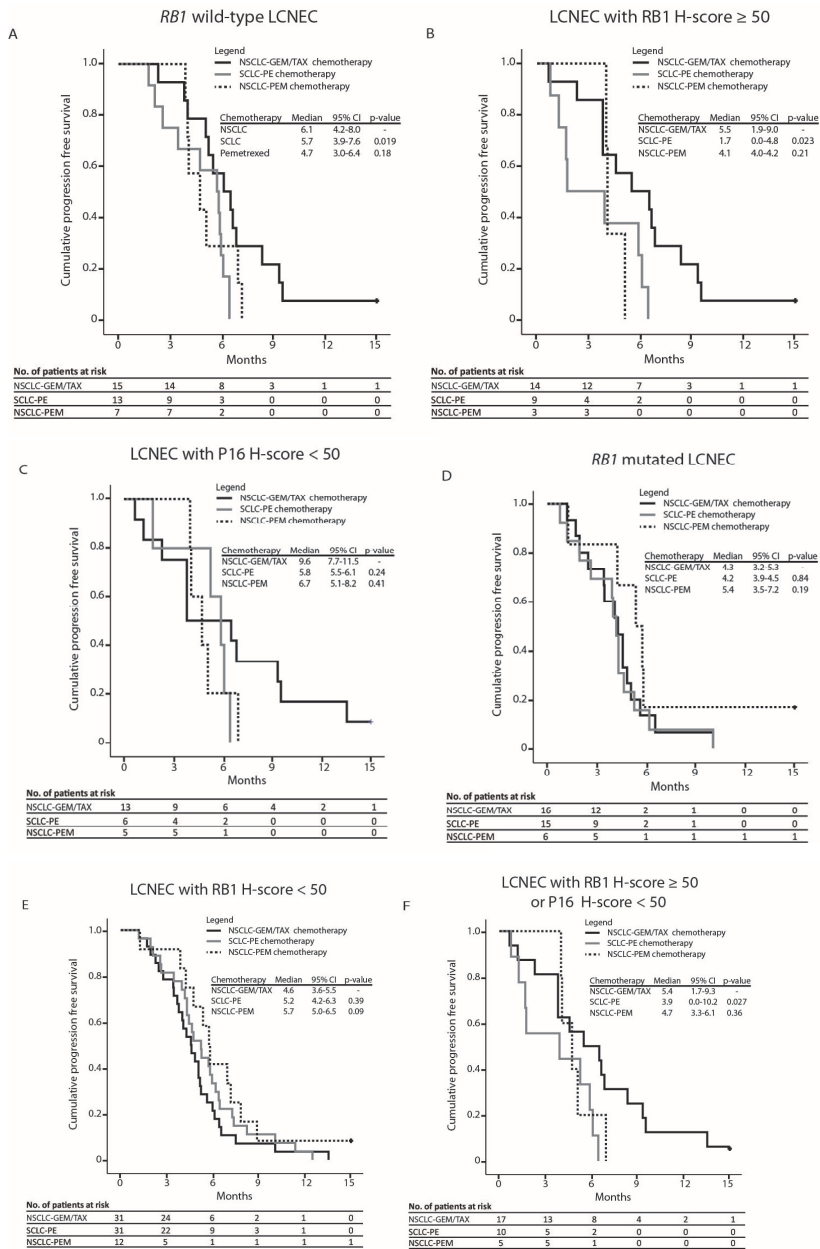 RB1 wild-type LCNEC
A
Legend
NSCLC-GEM/TAX chemotherapy
SCLC-PE chemotherapy
NSCLC-PEM chemotherapy
Chemotherapy Median 95% CI p-value
NSCLC 6.1 4.2-8.0 -
SCLC 5.7 3.9-7.6 0.019
Pemetrexed 4.7 3.0-6.4 0.18
Cumulative progression free survival
1.0
0.8
0.6
0.4
0.2
0
0 3 6 9 12 15
Months
No. of patients at risk
NSCLC-GEM/TAX 15 14 8 3 1 1
SCLC-PE 13 9 3 0 0 0
NSCLC-PEM 7 7 2 0 0 0
LCNEC with RB1 H-score ≥ 50
B
Legend
NSCLC-GEM/TAX chemotherapy
SCLC-PE chemotherapy
NSCLC-PEM chemotherapy
Chemotherapy Median 95% CI p-value
NSCLC-GEM/TAX 5.5 1.9-9.0 -
SCLC-PE 1.7 0.0-4.8 0.023
NSCLC-PEM 4.1 4.0-4.2 0.21
Cumulative progression free survival
1.0
0.8
0.6
0.4
0.2
0
0 3 6 9 12 15
Months
No. of patients at risk
NSCLC-GEM/TAX 14 12 7 3 1 1
SCLC-PE 9 4 2 0 0 0
NSCLC-PEM 3 3 0 0 0 0
LCNEC with P16 H-score < 50
C
Legend
NSCLC-GEM/TAX chemotherapy
SCLC-PE chemotherapy
NSCLC-PEM chemotherapy
Chemotherapy Median 95% CI p value
NSCLC-GEM/TAX 9.6 7.7-11.5 -
SCLC-PE 5.8 5.5-6.1 0.24
NSCLC-PEM 6.7 5.1-8.2 0.41
Cumulative progression free survival
1.0
0.8
0.6
0.4
0.2
0
0 3 6 9 12 15
Months
No. of patients at risk
NSCLC-GEM/TAX 13 9 6 4 2 1
SCLC-PE 6 4 2 0 0 0
NSCLC-PEM 5 5 1 0 0 0
RB1 mutated LCNEC
D
Legend
NSCLC-GEM/TAX chemotherapy
SCLC-PE chemotherapy
NSCLC-PEM chemotherapy
Chemotherapy Median 95% CI p-value
NSCLC-GEM/TAX 4.3 3.2-5.3 -
SCLC-PE 4.2 3.9-4.5 0.84
NSCLC-PEM 5.4 3.5-7.2 0.19
Cumulative progression free survival
1.0
0.8
0.6
0.4
0.2
0
0 3 6 9 12 15
Months
No. of patients at risk
NSCLC-GEM/TAX 16 12 2 1 0 0
SCLC-PE 15 9 2 1 0 0
NSCLC-PEM 6 5 1 1 1 1
LCNEC with RB1 H-score < 50
E
Legend
NSCLC-GEM/TAX chemotherapy
SCLC-PE chemotherapy
NSCLC-PEM chemotherapy
Chemotherapy Median 95% CI p-value
NSCLC-GEM/TAX 4.6 3.6-5.5 -
SCLC-PE 5.2 4.2-6.3 0.39
NSCLC-PEM 5.7 5.0-6.5 0.09
Cumulative progression free survival
1.0
0.8
0.6
0.4
0.2
0
0 3 6 9 12 15
Months
No. of patients at risk
NSCLC-GEM/TAX 31 24 6 2 1 0
SCLC-PE 31 22 9 3 1 0
NSCLC-PEM 12 5 1 1 1 1
LCNEC with RB1 H-score ≥ 50
or P16 H-score < 50
F
Legend
NSCLC-GEM/TAX chemotherapy
SCLC-PE chemotherapy
NSCLC-PEM chemotherapy
Chemotherapy Median 95% CI p-value
NSCLC-GEM/TAX 5.4 1.7-9.3 -
SCLC-PE 3.9 0.0-10.2 0.027
NSCLC-PEM 4.7 3.3-6.1 0.36
Cumulative progression free survival
1.0
0.8
0.6
0.4
0.2
0
0 3 6 9 12 15
Months
No. of patients at risk
NSCLC-GEM/TAX 17 13 8 4 2 1
SCLC-PE 10 5 2 0 0 0
NSCLC-PEM 5 5 1 0 0 0